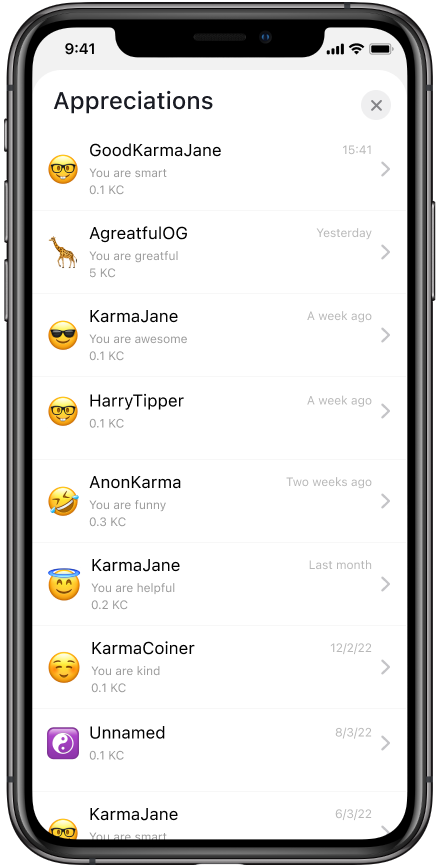 9:41
Appreciations
GoodKarmaJane 15:41
You are smart
0.1 KC
AgreatfulOG Yesterday
You are greatful
5 KC
KarmaJane A week ago
You are awesome
0.1 KC
HarryTipper A week ago
0.1 KC
AnonKarma Two weeks ago
You are funny
0.3 KC
KarmaJane Last month
You are helpful
0.2 KC
KarmaCoiner 12/2/22
You are kind
0.1 KC
Unnamed 8/3/22
0.1 KC
KarmaJane 6/3/22
You are smart